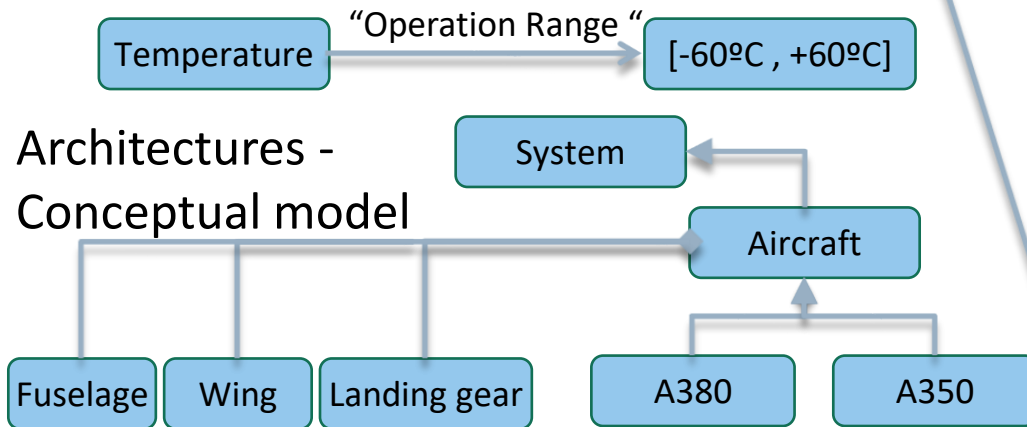 “Operation Range “
Temperature
[-60ºC , +60ºC]
Architectures -
Conceptual model
System
Aircraft
Fuselage
Wing
Landing gear
A380
A350